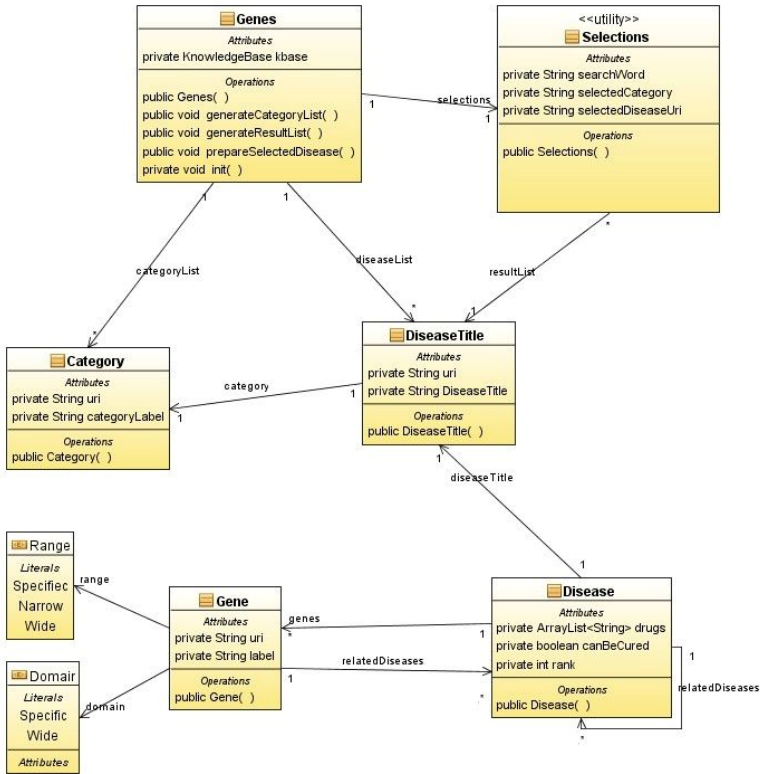 Genes
Attributes
private KnowledgeBase kbase
Operations
public Genes( )
public void generateCategoryList( )
public void generateResultList( )
public void prepareSelectedDisease( )
private void init( )
<<utility>>
Selections
Attributes
private String searchWord
private String selectedCategory
private String selectedDiseaseUri
Operations
public Selections( )
1
selections
1
1
categoryList
*
1
diseaseList
*
*
resultList
1
Category
Attributes
private String uri
private String categoryLabel
Operations
public Category( )
DiseaseTitle
Attributes
private String uri
private String DiseaseTitle
Operations
public DiseaseTitle( )
1
category
1
1
diseaseTitle
1
Range
Literals
Specifiec
Narrow
Wide
range
Domair
Literals
Specific
Wide
Attributes
domain
Gene
Attributes
private String uri
private String label
Operations
public Gene( )
genes
*
1
relatedDiseases
1
*
Disease
Attributes
private ArrayList<String> drugs
private boolean canBeCured
private int rank
Operations
public Disease( )
1
relatedDiseases
*